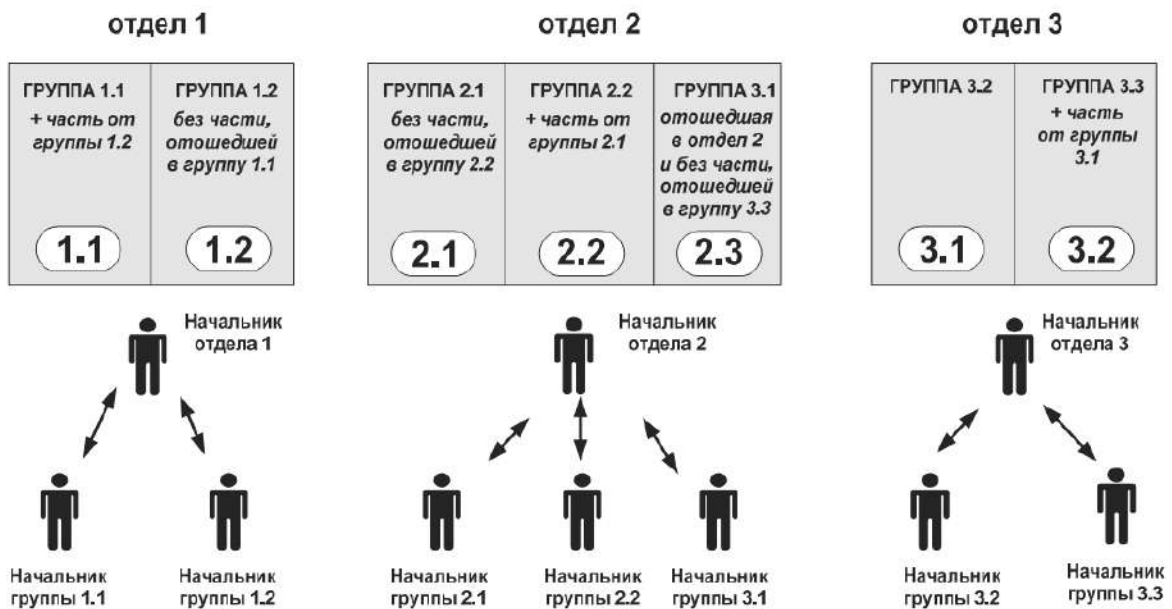 отдел 1
отдел 2
отдел 3
ГРУППА 1.1
+ часть от
группы 1.2
1.1
ГРУППА 1.2
без части,
отошедшей
в группу 1.1
1.2
ГРУППА 2.1
без части,
отошедшей
в группу 2.2
2.1
ГРУППА 2.2
+ часть от
группы 2.1
2.2
ГРУППА 3.1
отошедшая
в отдел 2
и без части,
отошедшей
в группу 3.3
2.3
ГРУППА 3.2
3.1
ГРУППА 3.3
+ часть
от группы
3.1
3.2
Начальник
отдела 1
Начальник
отдела 2
Начальник
отдела 3
Начальник
группы 1.1
Начальник
группы 1.2
Начальник
группы 2.1
Начальник
группы 2.2
Начальник
группы 3.1
Начальник
группы 3.2
Начальник
группы 3.3